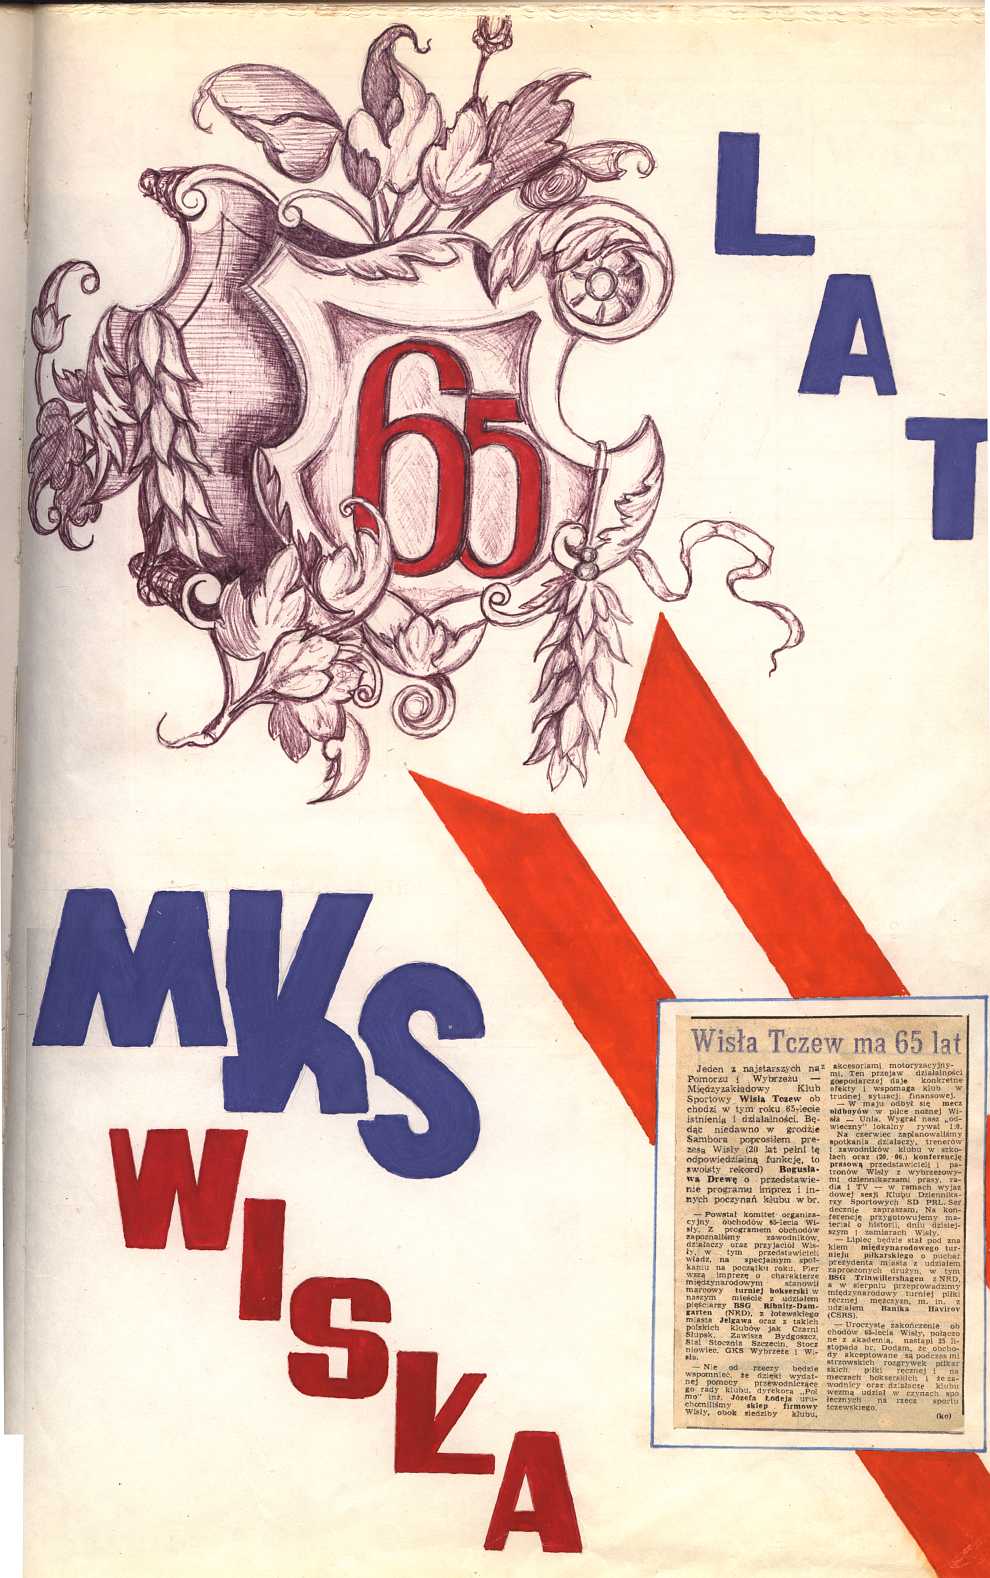 65
LAT
MKS
WISŁA
Wisła Tczew ma 65 lat
Jeden z najstarszych na
Pomorzu i Wybrzeżu —
Międzyzakładowy Klub
Sportowy Wisła Tczew ob
chodzi w tym roku 65-lecie
istnienia i działalności. Bę-
dąc niedawno w grodzie
Sambora poprosiłem pre-
zesa Wisły (20 lat pełni tę
odpowiedzialną funkcję, to
swoisty rekord) Bogusła-
wa Drewę o przedstawie-
nie programu imprez i in-
nych poczynań klubu w br.
— Powstał komitet organiza-
cyjny obchodów 65-lecia Wi-
sły. Z programem obchodów
zapoznaliśmy zawodników,
działaczy oraz przyjaciół Wis-
ły, w tym przedstawicieli
władz, na specjalnym spot-
kaniu na początku roku. Pier
wszą imprezę o charakterze
międzynarodowym stanowił
marcowy turniej bokserski w
naszym mieście z udziałem
pięściarzy BSG Ribnitz-Dam-
garten (NRD), z łotewskiego
miasta Jelgawa oraz z takich
polskich klubów jak Czarni
Słupsk, Zawisza Bydgoszcz,
Stal Stocznia Szczecin, Stocz
niowiec, GKS Wybrzeże i Wi-
sła.
— Nie od rzeczy będzie
wspomnieć, że dzięki wydat-
nej pomocy przewodniczące
go rady klubu, dyrektora „Pol
mo” inż. Józefa Łodeja uru-
chomiliśmy sklep firmowy
Wisły, obok siedziby klubu,
akcesoriami motoryzacyjny-
mi. Ten przejaw działalności
gospodarczej daje konkretne
efekty i wspomaga klub w
trudnej sytuacji finansowej.
— W maju odbył się mecz
oldboyów w piłce nożnej Wi-
sła — Unia. Wygrał nasz „od-
wieczny” lokalny rywal 1:0.
Na czerwiec zaplanowaliśmy
spotkania działaczy, trenerów
i zawodników klubu w szko-
łach oraz (20. 06.) konferencję
prasową przedstawicieli i pa-
tronów Wisły z wybrzeżowy-
mi dziennikarzami prasy, ra-
dia i TV — w ramach wyjaz
dowej sesji Klubu Dziennika-
rzy Sportowych SD PRL. Ser
decznie zapraszam. Na kon-
ferencję przygotowujemy ma-
teriał o historii, dniu dzisiej-
szym i zamiarach Wisły.
— Lipiec będzie stał pod zna
kiem międzynarodowego tur-
nieju piłkarskiego o puchar
prezydenta miasta z udziałem
zaproszonych drużyn, w tym
BSG Trinwillershagen z NRD,
a w sierpniu przeprowadzimy
międzynarodowy turniej piłki
ręcznej mężczyzn, m. in. z
udziałem Banika Havirov
(CSRS).
— Uroczyste zakończenie ob
chodów 65-lecia Wisły, połączo
ne z akademią, nastąpi 25 li-
stopada br. Dodam, że obcho-
dy akceptowane są podczas mi
strzowskich rozgrywek piłkar
skich, piłki ręcznej i na
meczach bokserskich i że za-
wodnicy oraz działacze klubu
wezmą udział w czynach spo
łecznych na rzecz sportu
tczewskiego.
(ko)